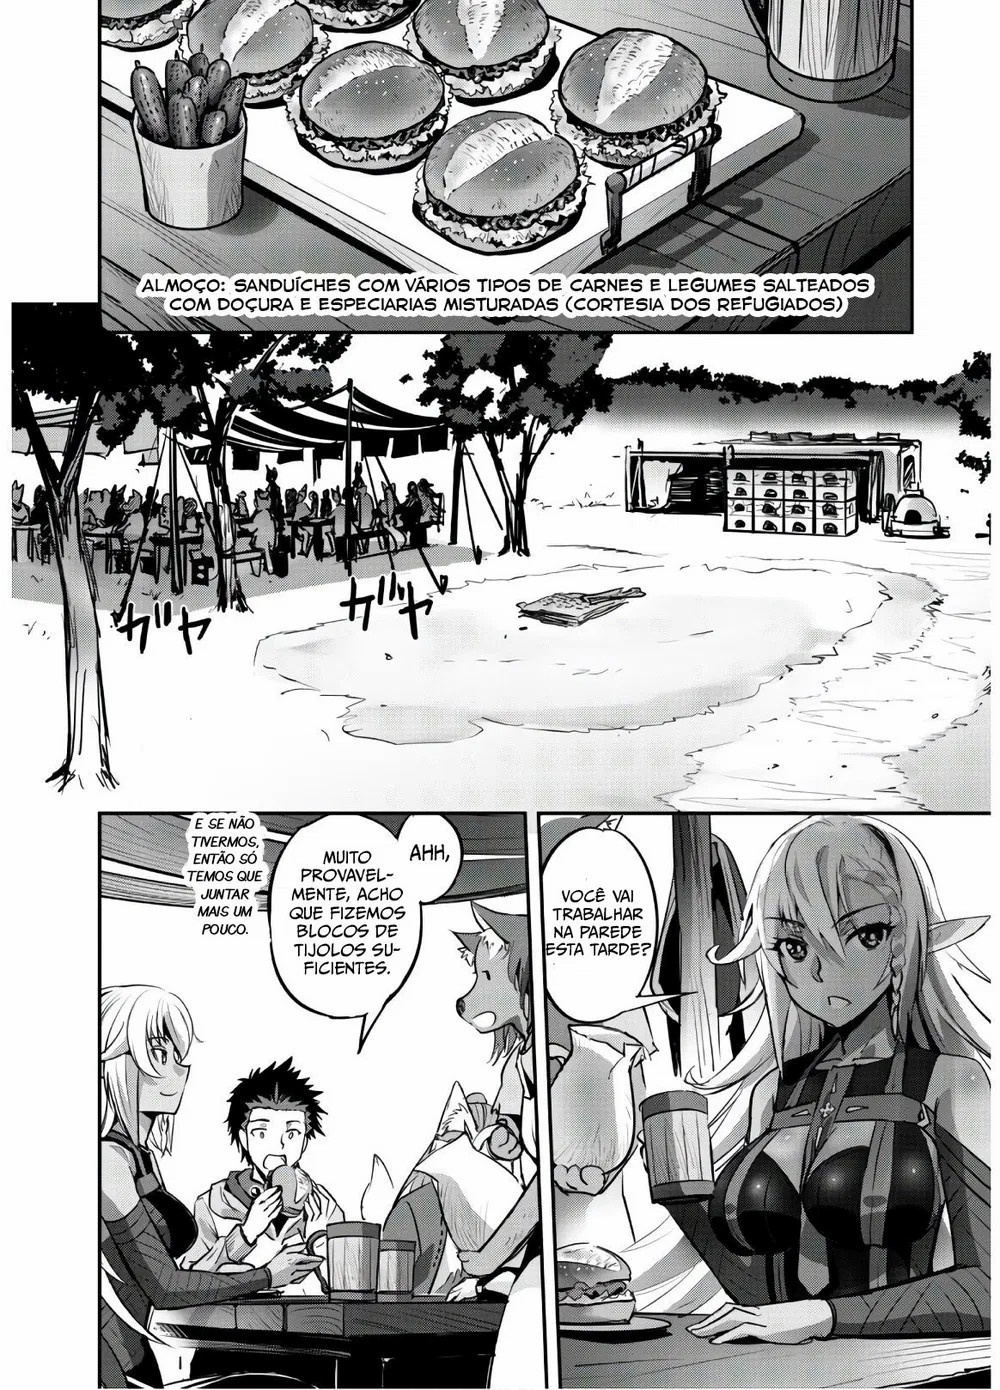 ALMOÇO: SANDUÍCHES COM VÁRIOS TIPOS DE CARNES E LEGUMES SALTEADOS
COM DOÇURA E ESPECIARIAS MISTURADAS (CORTESIA DOS REFUGIADOS)
ガヤ
ガヤ
VOCÊ VAI
TRABALHAR
NA PAREDE
ESTA TARDE?
AHH,
MUITO
PROVAVEL-
MENTE, ACHO
QUE FIZEMOS
BLOCOS DE
TIJOLOS SU-
FICIENTES.
E SE NÃO
TIVERMOS,
ENTÃO SÓ
TEMOS QUE
JUNTAR
MAIS UM
POUCO.